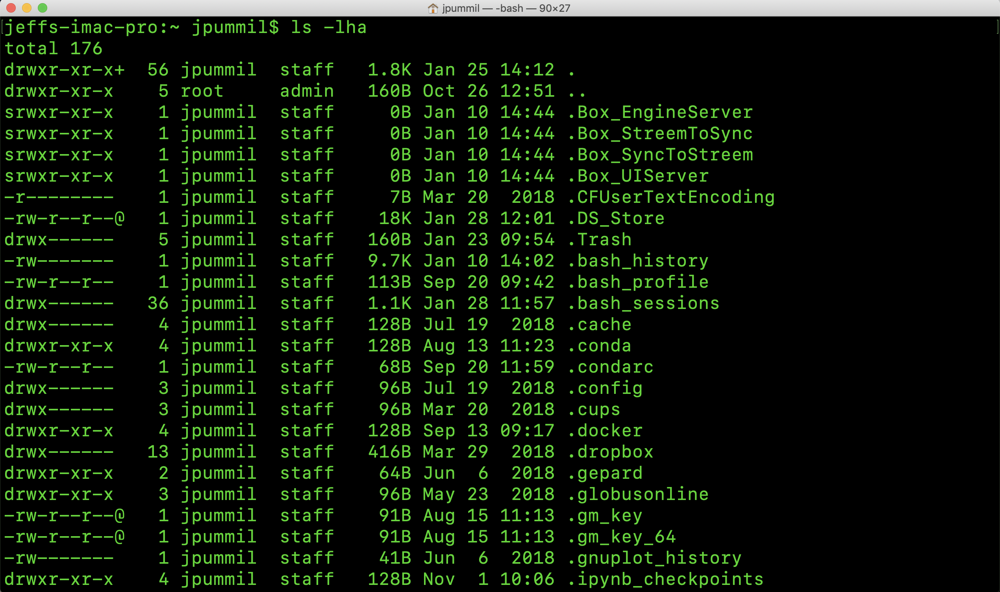 jpummil — -bash — 90×27
jeffs-imac-pro:~ jpummil$ ls -lha
total 176
drwxr-xr-x+  56 jpummil  staff   1.8K Jan 25 14:12 .
drwxr-xr-x    5 root     admin   160B Oct 26 12:51 ..
srwxr-xr-x    1 jpummil  staff     0B Jan 10 14:44 .Box_EngineServer
srwxr-xr-x    1 jpummil  staff     0B Jan 10 14:44 .Box_StreemToSync
srwxr-xr-x    1 jpummil  staff     0B Jan 10 14:44 .Box_SyncToStreem
srwxr-xr-x    1 jpummil  staff     0B Jan 10 14:44 .Box_UIServer
-r--------    1 jpummil  staff     7B Mar 20  2018 .CFUserTextEncoding
-rw-r--r--@   1 jpummil  staff    18K Jan 28 12:01 .DS_Store
drwx------    5 jpummil  staff   160B Jan 23 09:54 .Trash
-rw-------    1 jpummil  staff   9.7K Jan 10 14:02 .bash_history
-rw-r--r--    1 jpummil  staff   113B Sep 20 09:42 .bash_profile
drwx------   36 jpummil  staff   1.1K Jan 28 11:57 .bash_sessions
drwx------    4 jpummil  staff   128B Jul 19  2018 .cache
drwxr-xr-x    4 jpummil  staff   128B Aug 13 11:23 .conda
-rw-r--r--    1 jpummil  staff    68B Sep 20 11:59 .condarc
drwx------    3 jpummil  staff    96B Jul 19  2018 .config
drwx------    3 jpummil  staff    96B Mar 20  2018 .cups
drwxr-xr-x    4 jpummil  staff   128B Sep 13 09:17 .docker
drwx------   13 jpummil  staff   416B Mar 29  2018 .dropbox
drwxr-xr-x    2 jpummil  staff    64B Jun  6  2018 .gepard
drwxr-xr-x    3 jpummil  staff    96B May 23  2018 .globusonline
-rw-r--r--@   1 jpummil  staff    91B Aug 15 11:13 .gm_key
-rw-r--r--@   1 jpummil  staff    91B Aug 15 11:13 .gm_key_64
-rw-------    1 jpummil  staff    41B Jun  6  2018 .gnuplot_history
drwxr-xr-x    4 jpummil  staff   128B Nov  1 10:06 .ipynb_checkpoints